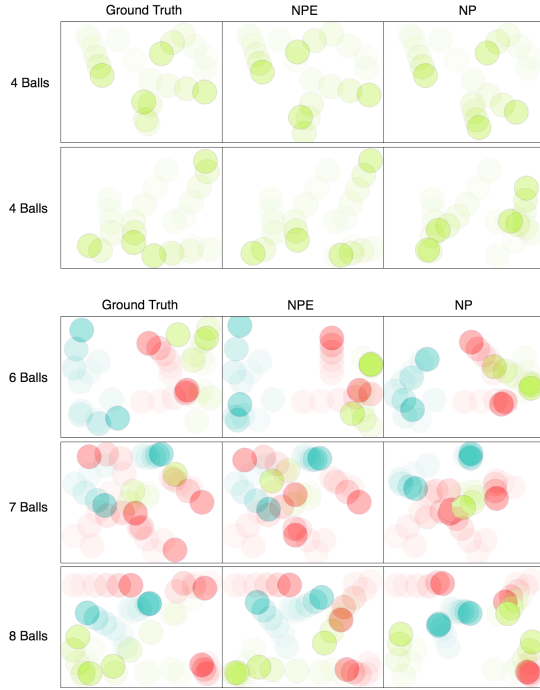 Ground Truth NPE NP
4 Balls
4 Balls
Ground Truth NPE NP
6 Balls
7 Balls
8 Balls